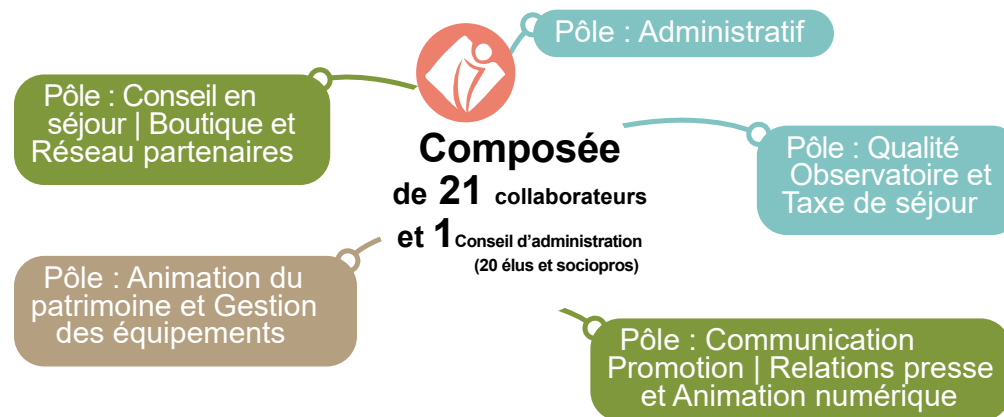 Pôle : Administratif
Pôle : Conseil en
séjour | Boutique et
Réseau partenaires
Composée
de 21 collaborateurs
et 1 Conseil d’administration
(20 élus et sociopros)
Pôle : Qualité
Observatoire et
Taxe de séjour
Pôle : Animation du
patrimoine et Gestion
des équipements
Pôle : Communication
Promotion | Relations presse
et Animation numérique